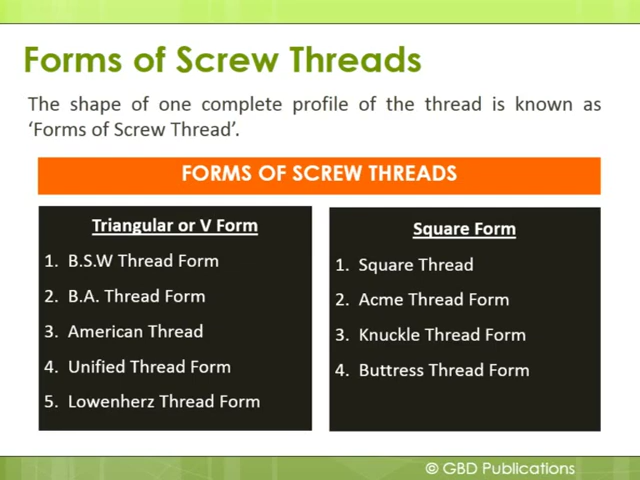 Forms of Screw Threads
The shape of one complete profile of the thread is known as
‘Forms of Screw Thread’.
FORMS OF SCREW THREADS
Triangular or V Form
1. B.S.W Thread Form
2. B.A. Thread Form
3. American Thread
4. Unified Thread Form
5. Lowenherz Thread Form
Square Form
1. Square Thread
2. Acme Thread Form
3. Knuckle Thread Form
4. Buttress Thread Form
© GBD Publications